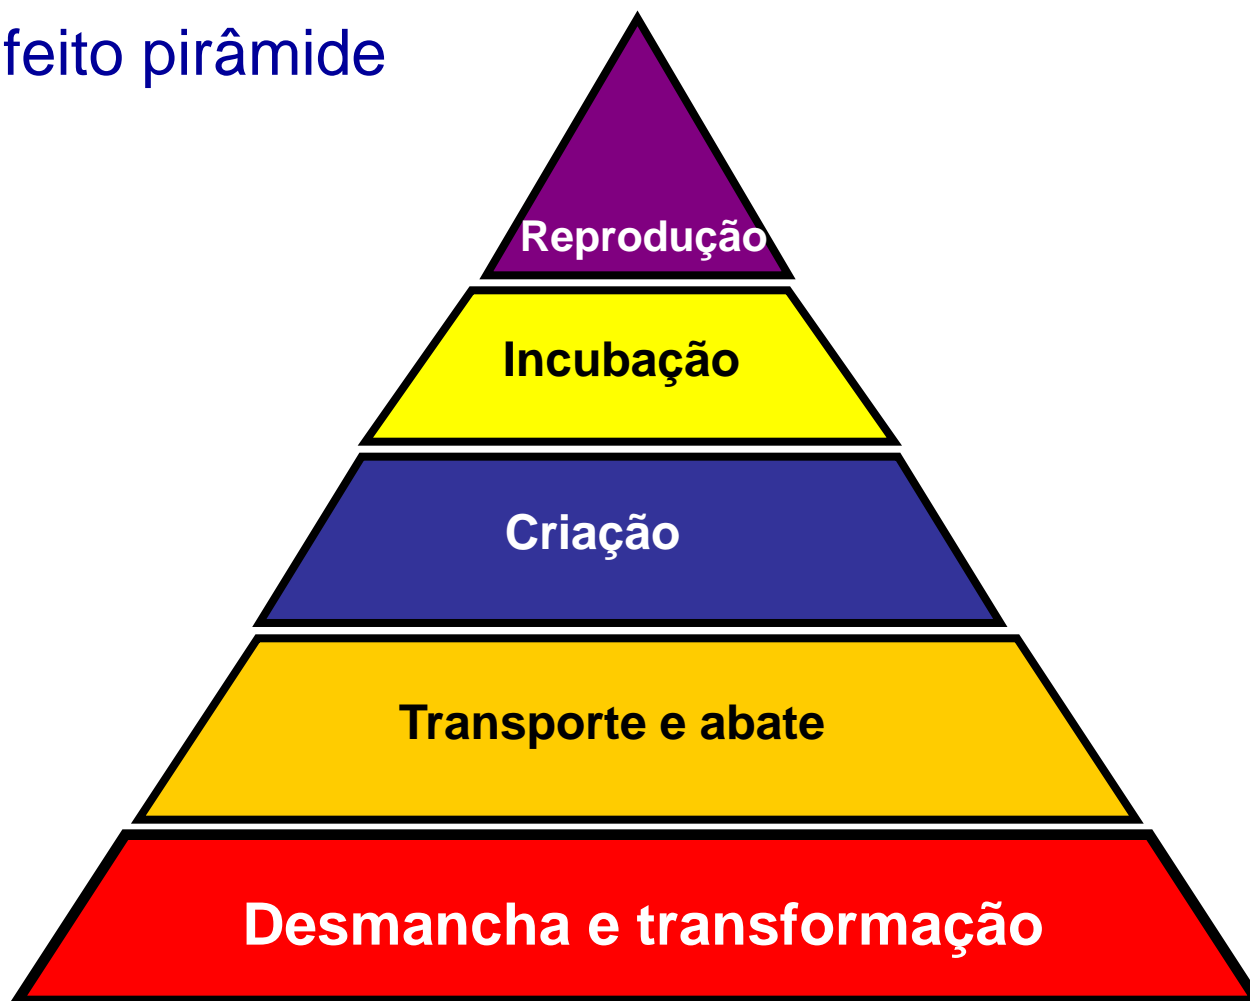 feito pirâmide
Reprodução
Incubação
Criação
Transporte e abate
Desmancha e transformação